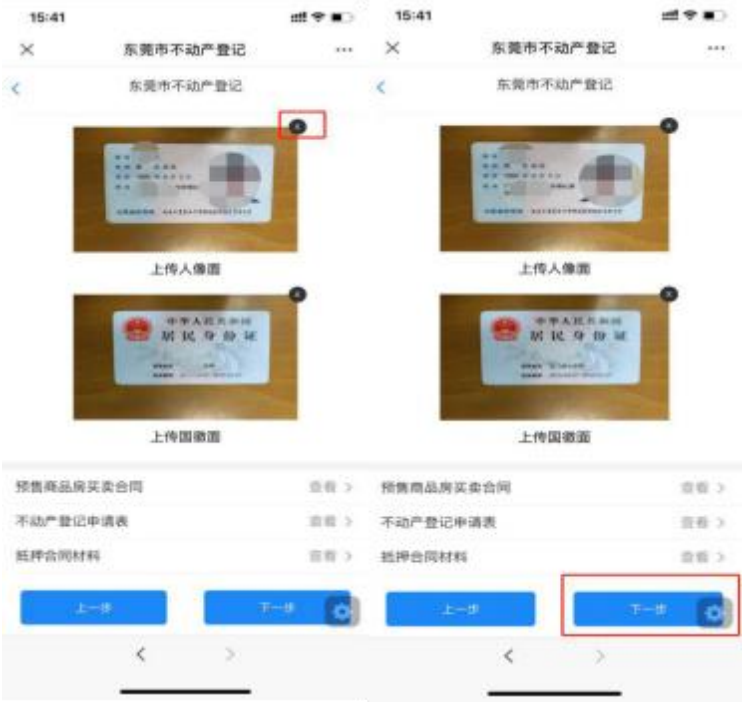 15:41
东莞市不动产登记
东莞市不动产登记
上传人像面
中华人民共和国
居民身份证
上传国徽面
预售商品房买卖合同
查看
不动产登记申请表
查看
抵押合同材料
查看
上一步
下一步
15:41
东莞市不动产登记
东莞市不动产登记
上传人像面
中华人民共和国
居民身份证
上传国徽面
预售商品房买卖合同
查看
不动产登记申请表
查看
抵押合同材料
查看
上一步
下一步